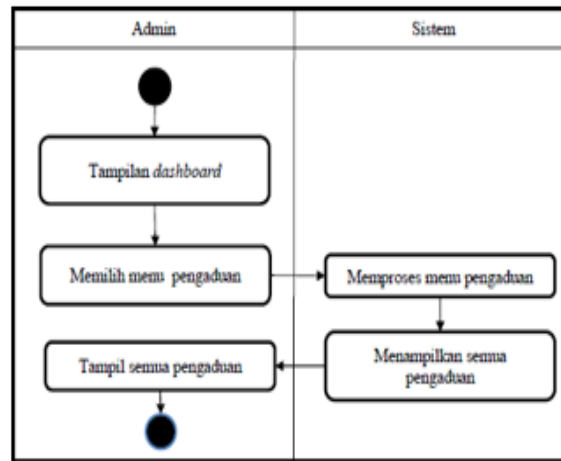 Admin
Sistem
Tampilan dashboard
Memilih menu pengaduan
Memproses menu pengaduan
Menampilkan semua
pengaduan
Tampil semua pengaduan